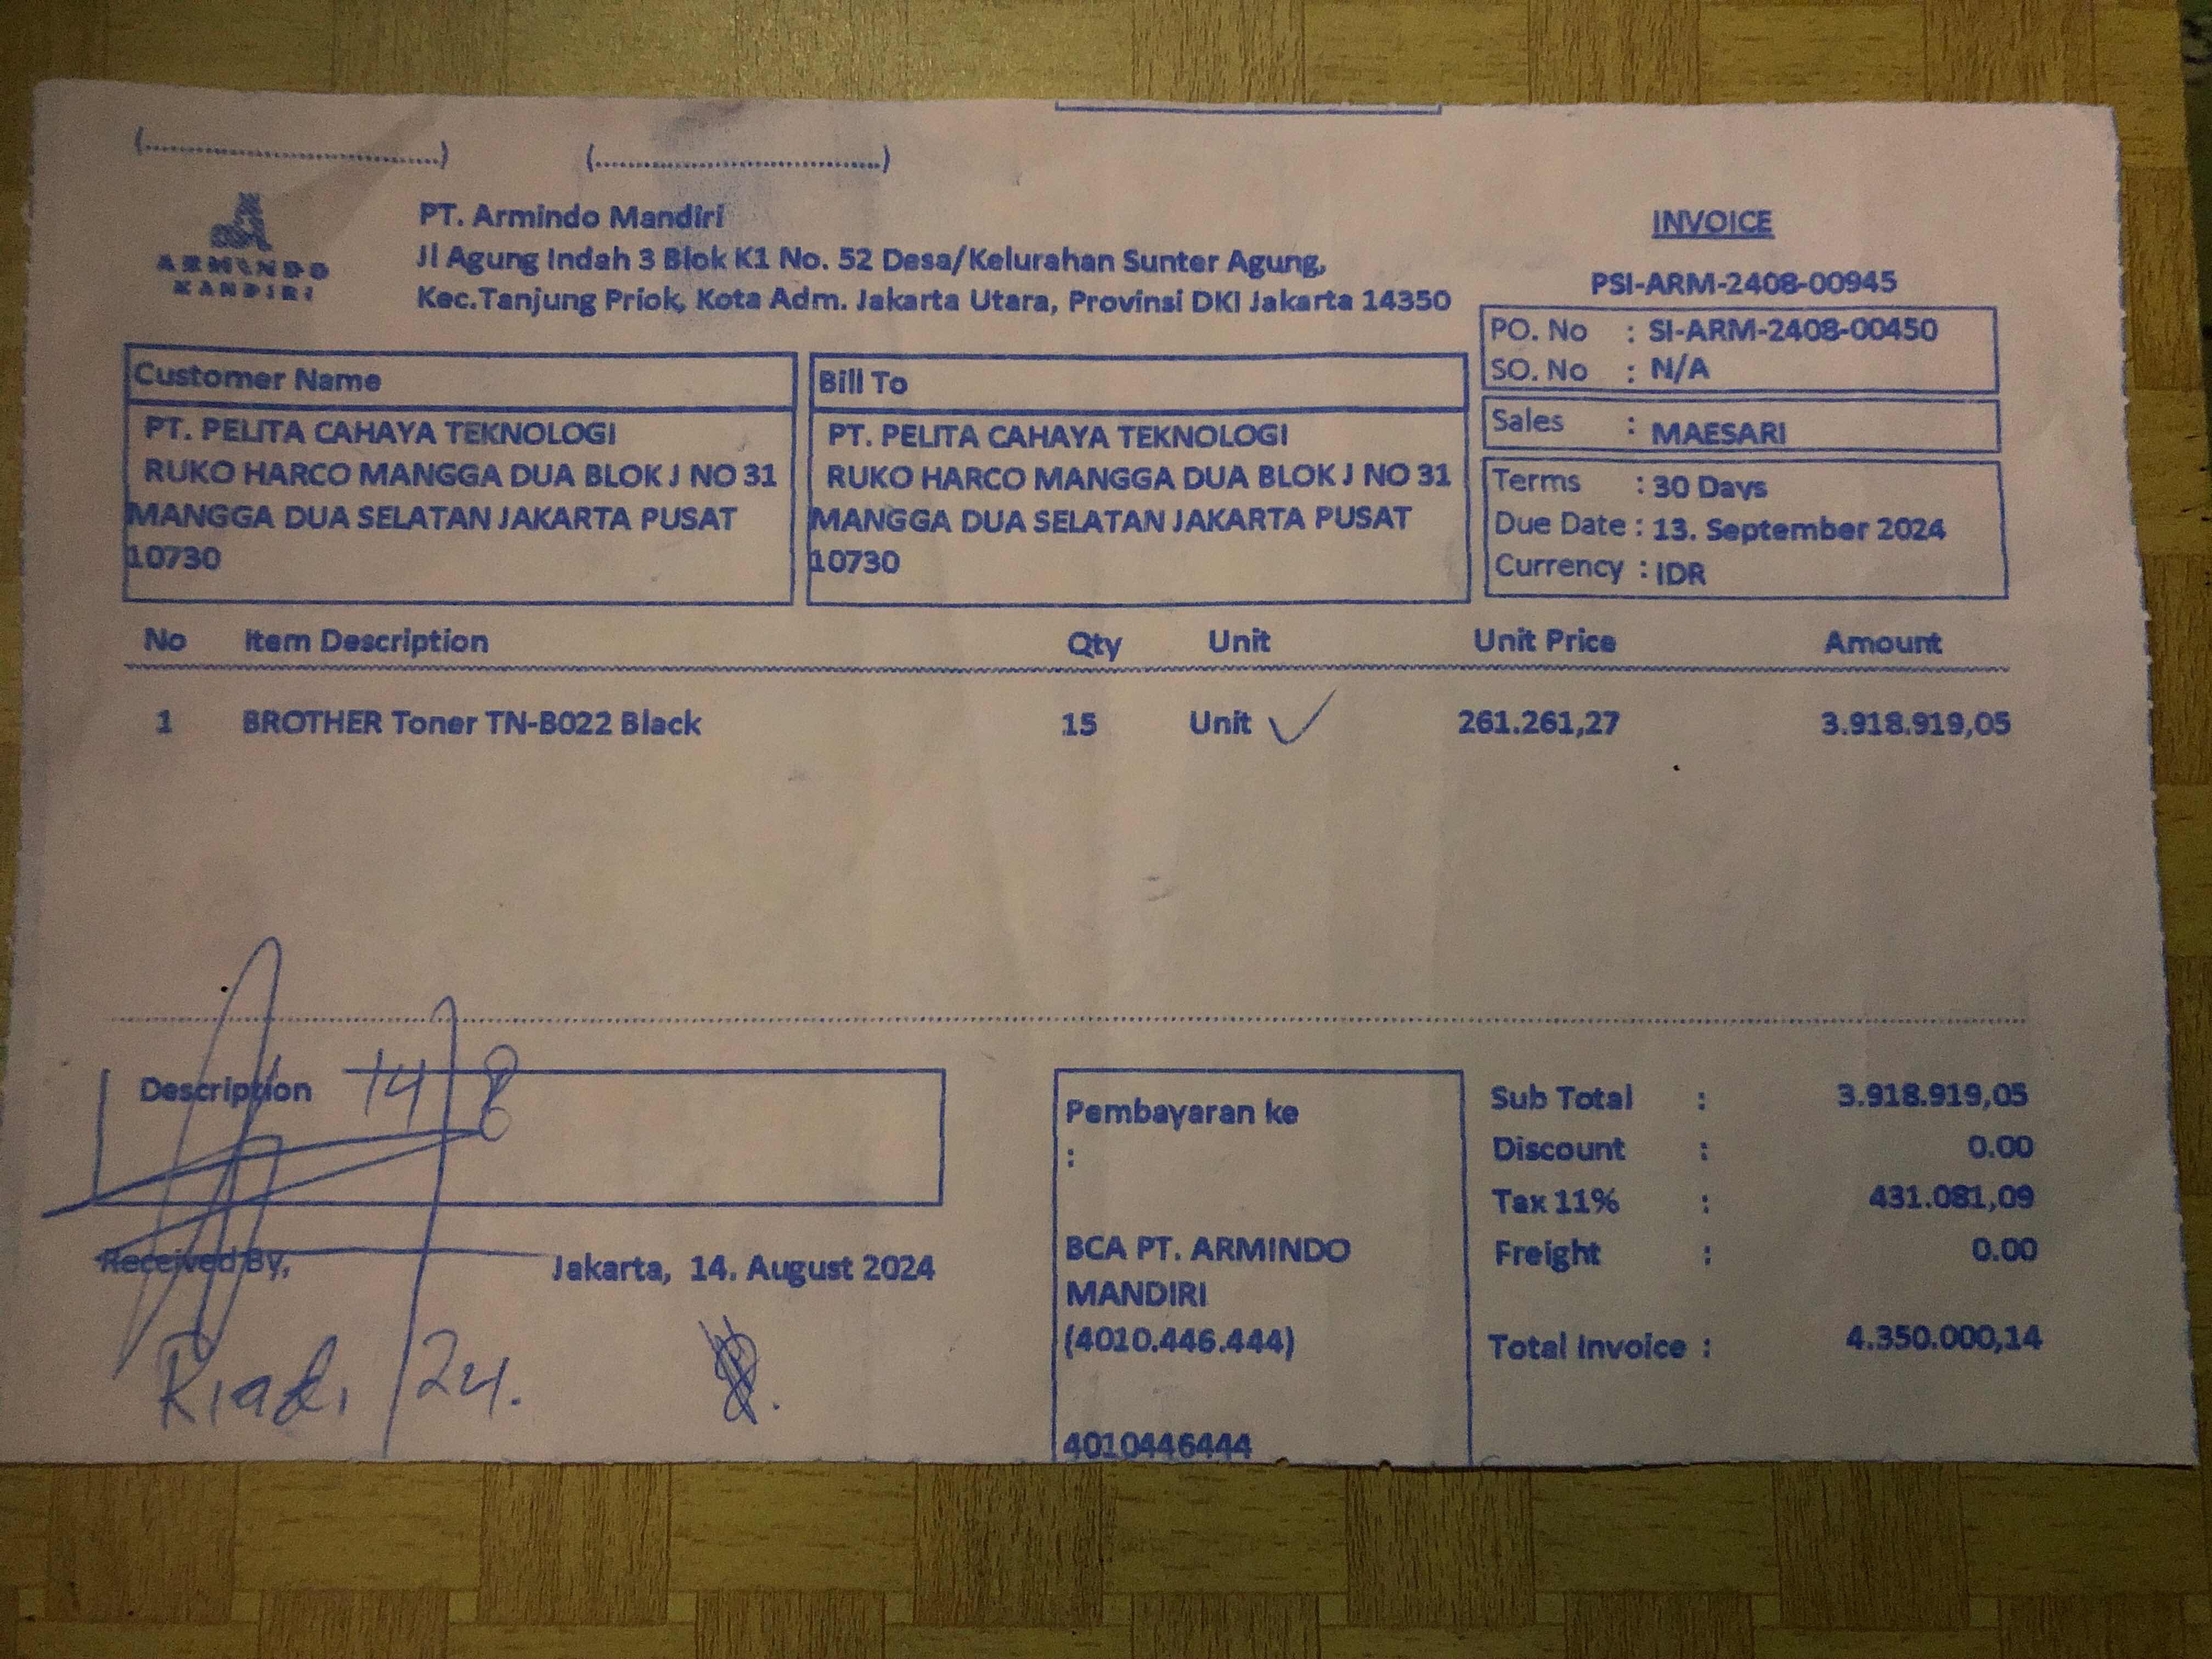 (..............................) (..............................)
ARMINDO
MANDIRI
PT. Armindo Mandiri
Jl Agung Indah 3 Blok K1 No. 52 Desa/Kelurahan Sunter Agung,
Kec.Tanjung Priok, Kota Adm. Jakarta Utara, Provinsi DKI Jakarta 14350
INVOICE
PSI-ARM-2408-00945
PO. No : SI-ARM-2408-00450
SO. No : N/A
Sales : MAESARI
Terms : 30 Days
Due Date : 13. September 2024
Currency : IDR
Customer Name
PT. PELITA CAHAYA TEKNOLOGI
RUKO HARCO MANGGA DUA BLOK J NO 31
MANGGA DUA SELATAN JAKARTA PUSAT
10730
Bill To
PT. PELITA CAHAYA TEKNOLOGI
RUKO HARCO MANGGA DUA BLOK J NO 31
MANGGA DUA SELATAN JAKARTA PUSAT
10730
No Item Description Qty Unit Unit Price Amount
1 BROTHER Toner TN-B022 Black 15 Unit ✓ 261.261,27 3.918.919,05
Description 14/8
Received By,
Jakarta, 14. August 2024
Riadi /24.
Pembayaran ke
:
BCA PT. ARMINDO
MANDIRI
(4010.446.444)
4010446444
Sub Total : 3.918.919,05
Discount : 0.00
Tax 11% : 431.081,09
Freight : 0.00
Total Invoice : 4.350.000,14